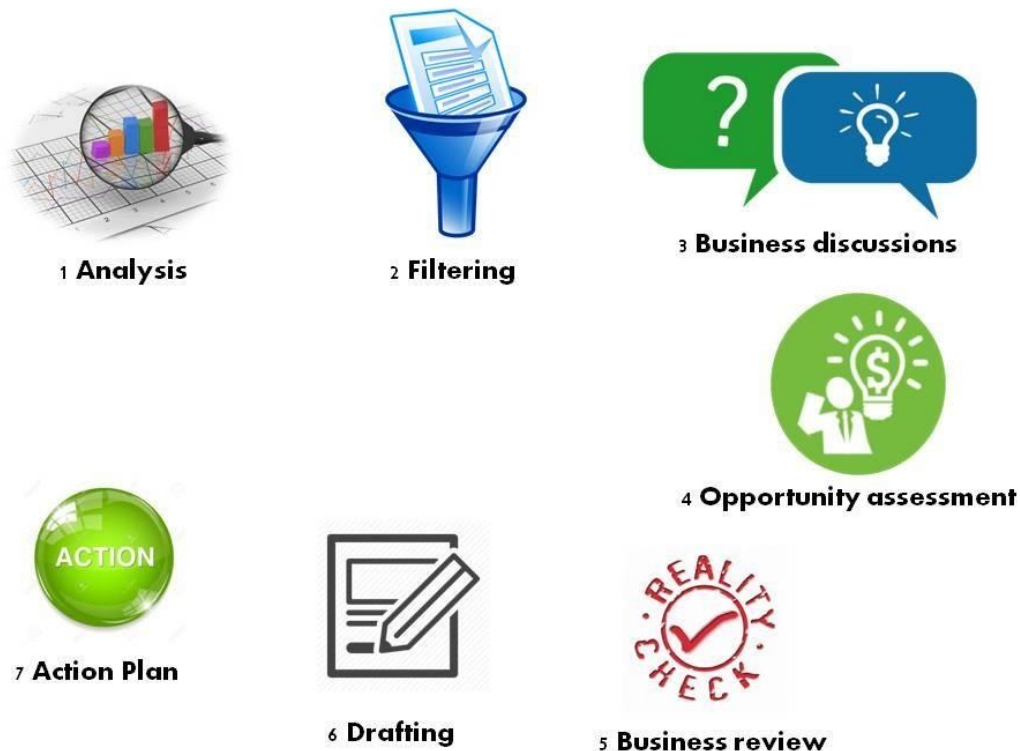 1 Analysis
2 Filtering
?
3 Business discussions
$
4 Opportunity assessment
REALITY CHECK
5 Business review
6 Drafting
ACTION
7 Action Plan